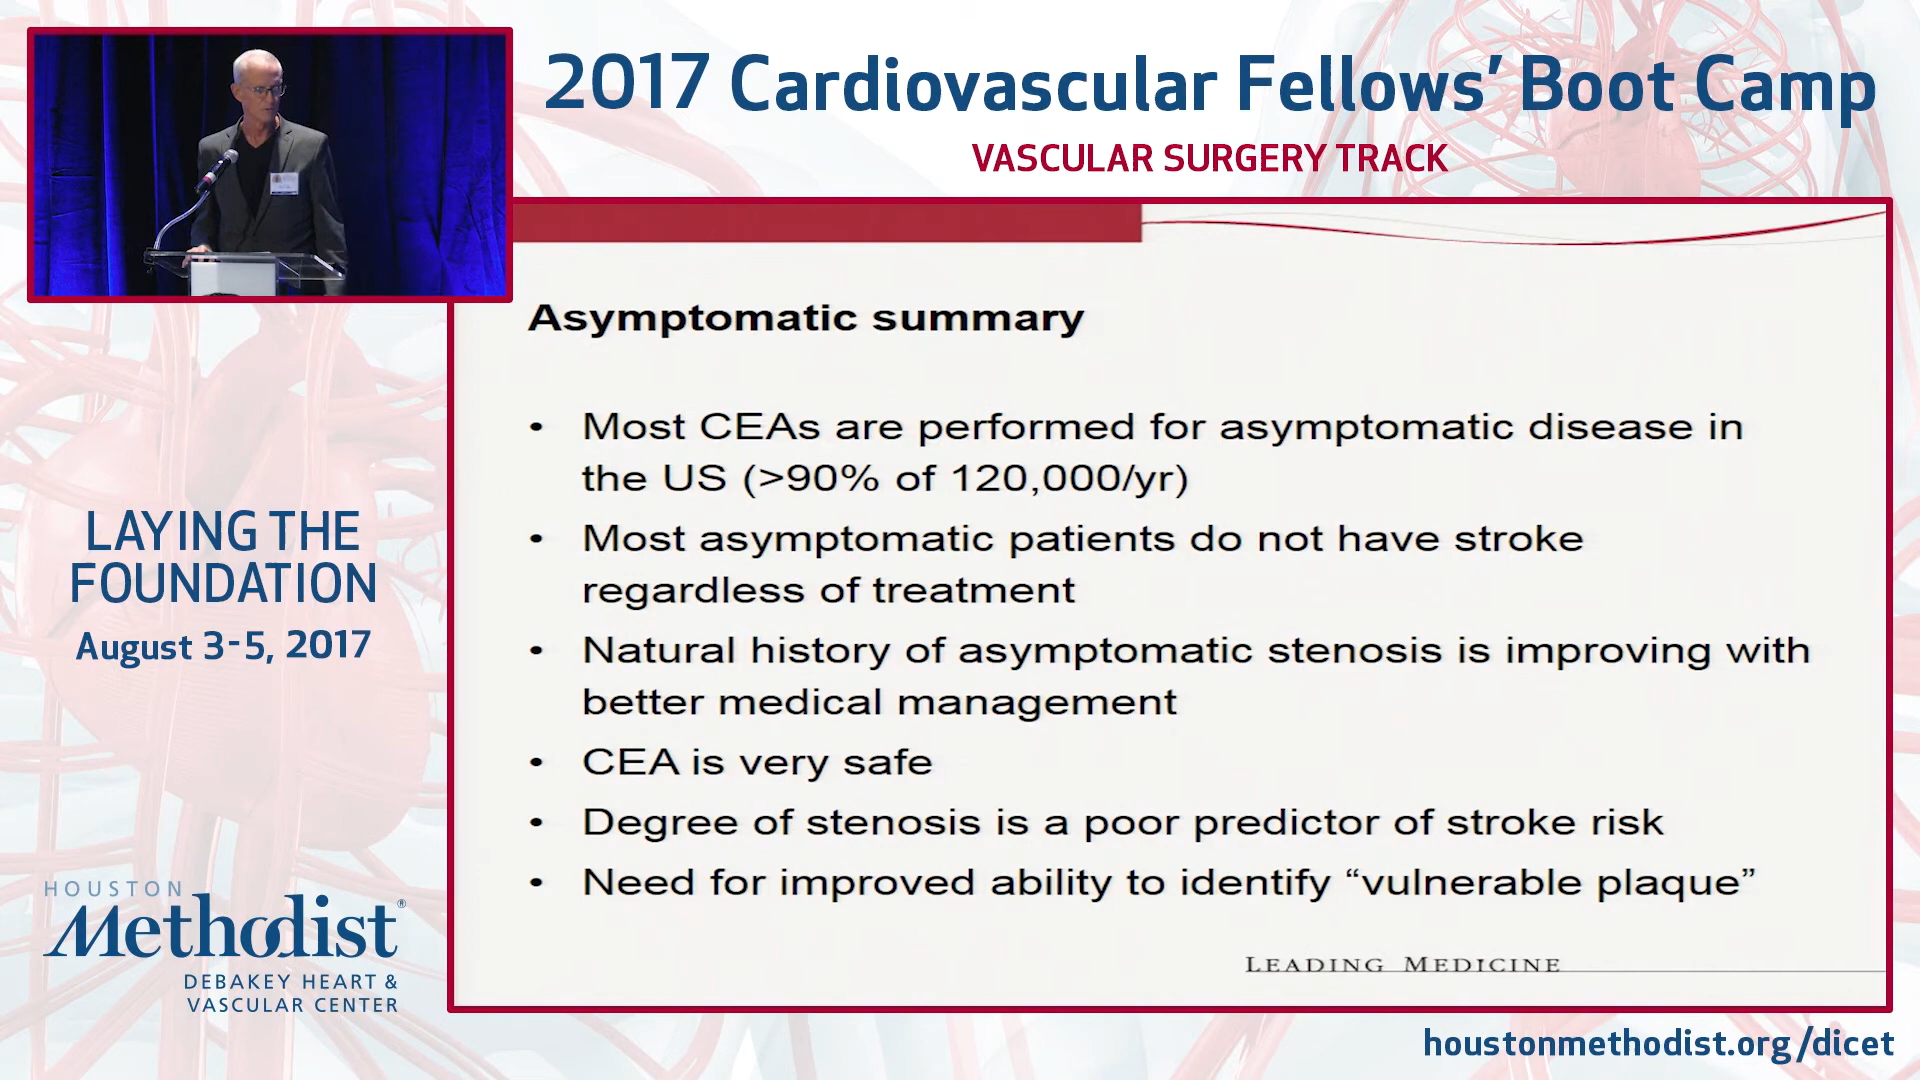 2017 Cardiovascular Fellows’ Boot Camp
VASCULAR SURGERY TRACK
Asymptomatic summary
• Most CEAs are performed for asymptomatic disease in
the US (>90% of 120,000/yr)
• Most asymptomatic patients do not have stroke
regardless of treatment
• Natural history of asymptomatic stenosis is improving with
better medical management
• CEA is very safe
• Degree of stenosis is a poor predictor of stroke risk
• Need for improved ability to identify “vulnerable plaque”
LEADING MEDICINE
LAYING THE
FOUNDATION
August 3-5, 2017
HOUSTON
Methodist®
DEBAKEY HEART &
VASCULAR CENTER
houstonmethodist.org/dicet